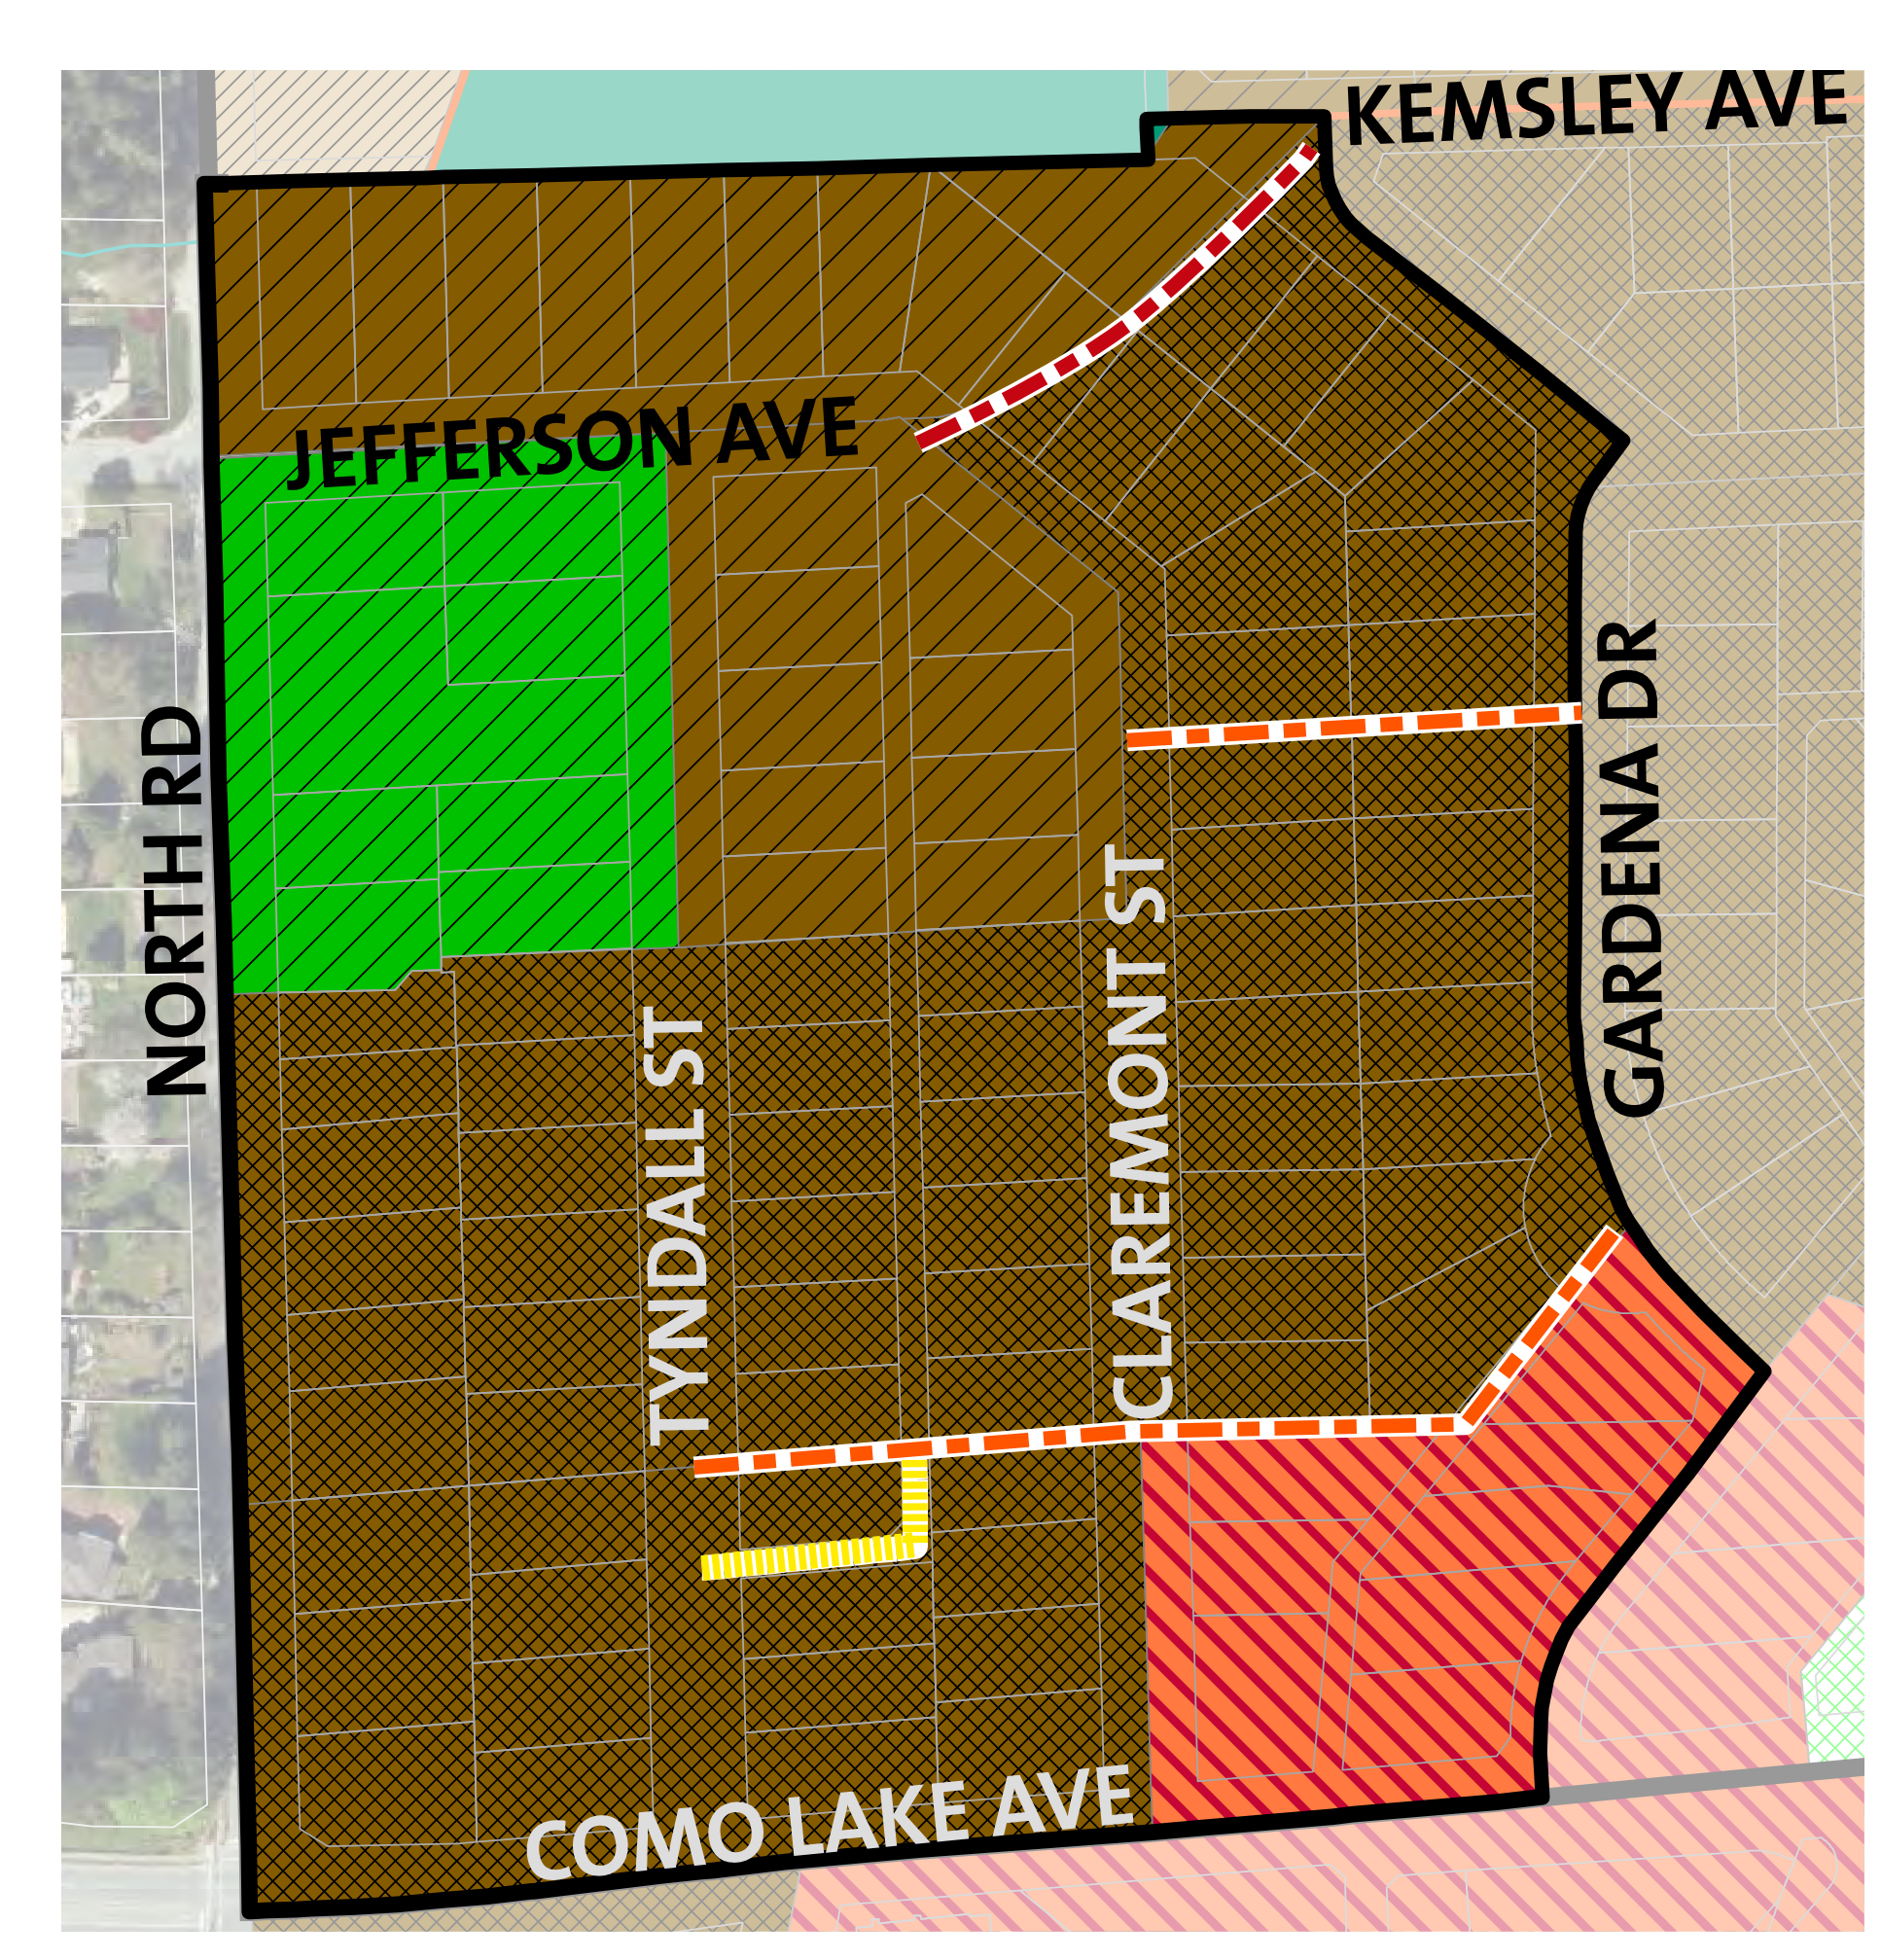 KEMSLEY AVE
JEFFERSON AVE
NORTH RD
GARDENA DR
CLAREMONT ST
TYNDALL ST
COMO LAKE AVE